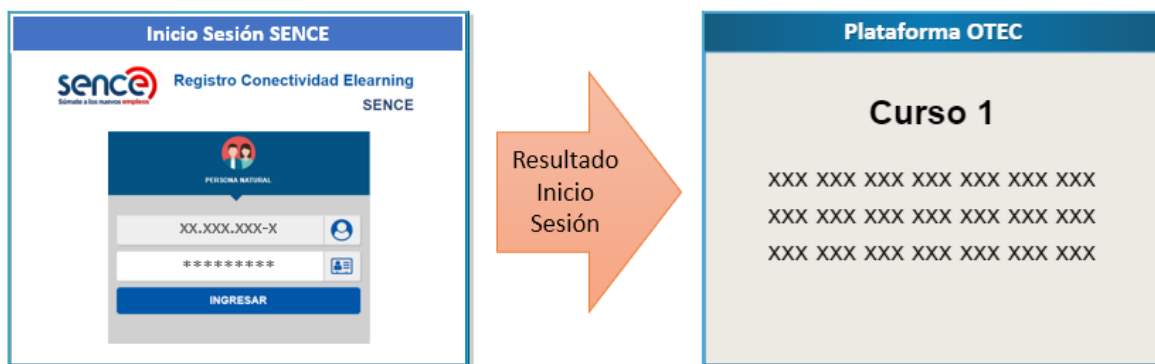 Inicio Sesión SENCE
sence
Súmate a los nuevos empleos
Registro Conectividad Elearning
SENCE
PERSONA NATURAL
XX.XXX.XXX-X
*********
INGRESAR
Resultado
Inicio
Sesión
Plataforma OTEC
Curso 1
XXX XXX XXX XXX XXX XXX XXX
XXX XXX XXX XXX XXX XXX XXX
XXX XXX XXX XXX XXX XXX XXX